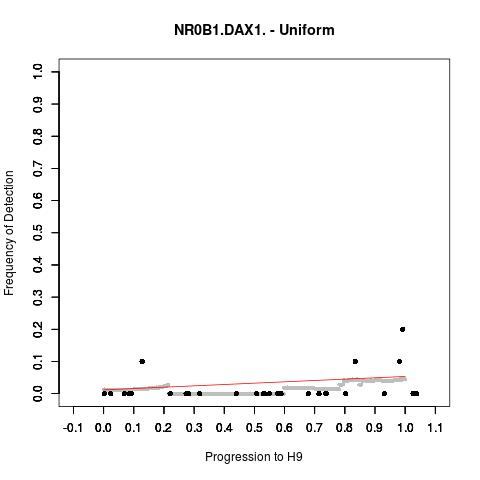 NR0B1.DAX1. - Uniform
Frequency of Detection
1.0
0.9
0.8
0.7
0.6
0.5
0.4
0.3
0.2
0.1
0.0
-0.1 0.0 0.1 0.2 0.3 0.4 0.5 0.6 0.7 0.8 0.9 1.0 1.1
Progression to H9